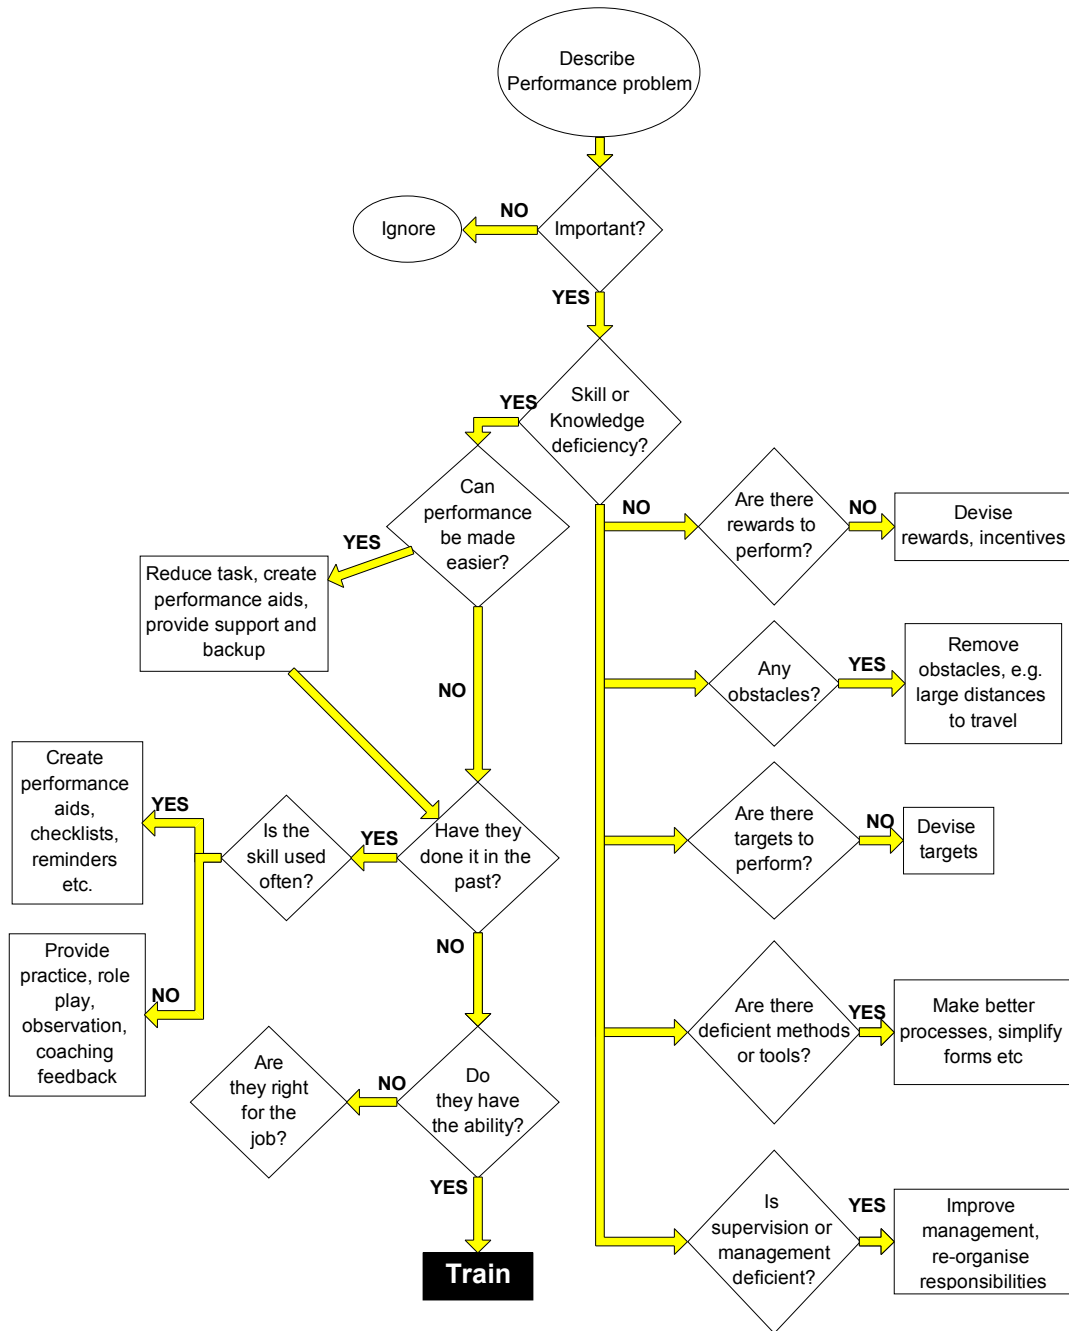 Describe
Performance problem
NO
Ignore
Important?
YES
Skill or
Knowledge
deficiency?
YES
Can
performance
be made
easier?
YES
Reduce task, create
performance aids,
provide support and
backup
NO
Have they
done it in the
past?
YES
Is the
skill used
often?
YES
Create
performance
aids,
checklists,
reminders
etc.
NO
Provide
practice, role
play,
observation,
coaching
feedback
NO
Do
they have
the ability?
NO
Are
they right
for the
job?
YES
Train
NO
Are there
rewards to
perform?
NO
Devise
rewards, incentives
Any
obstacles?
YES
Remove
obstacles, e.g.
large distances
to travel
Are there
targets to
perform?
NO
Devise
targets
Are there
deficient methods
or tools?
YES
Make better
processes, simplify
forms etc
Is
supervision or
management
deficient?
YES
Improve
management,
re-organise
responsibilities